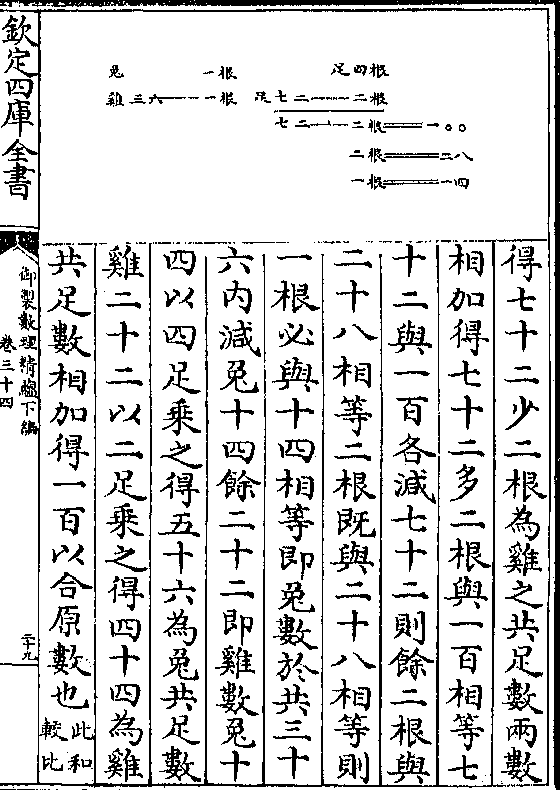 兔　一根
雞三六——一根
足四根
足七二——二根
七二—|—二根══一〇〇
二根══二八
一根══一四
得七十二少二根為雞之共足數兩數
相加得七十二多二根與一百相等七
十二與一百各減七十二則餘二根與
二十八相等二根既與二十八相等則
一根必與十四相等即兔數於共三十
六内減兔十四餘二十二即雞數兔十
四以四足乘之得五十六為兔共足數
雞二十二以二足乘之得四十四為雞
共足數相加得一百以合原數也此和較比
欽定四庫全書
御製數理精蘊下編
卷三十四
二十九